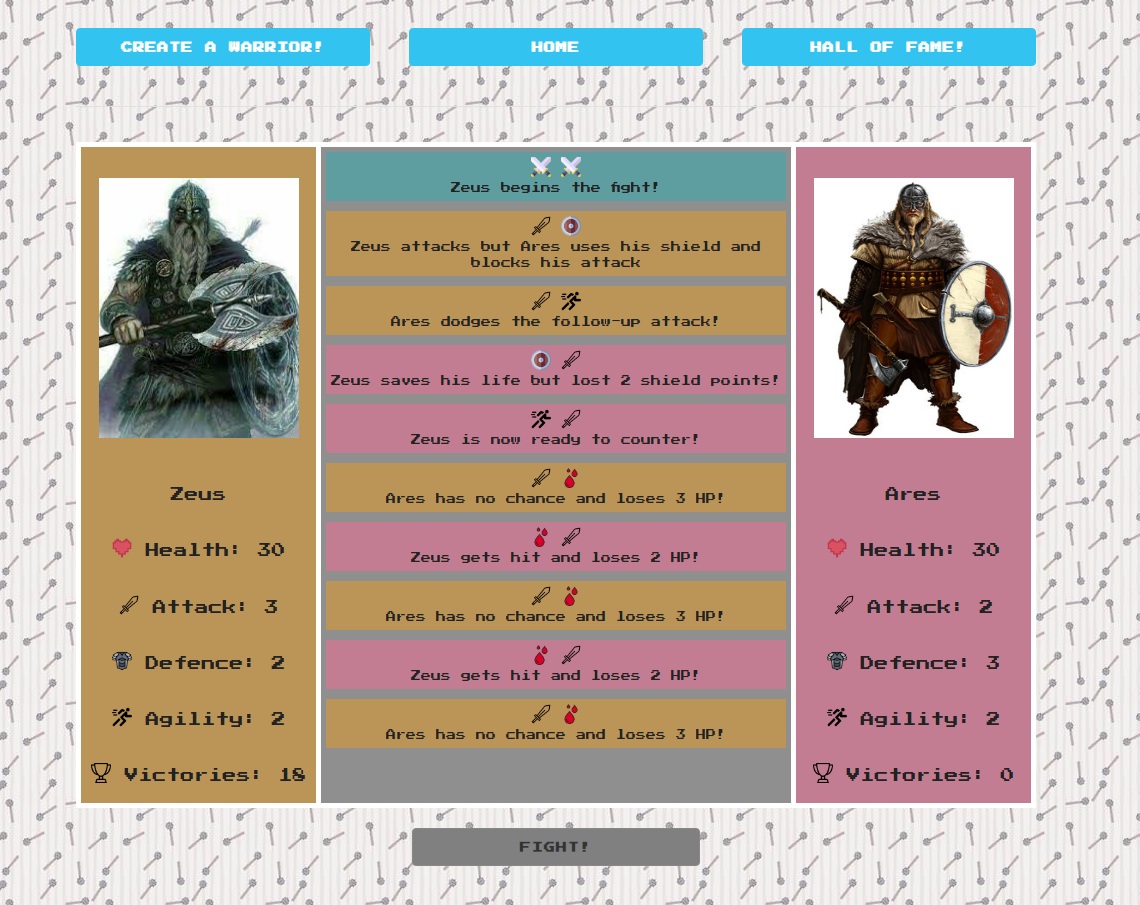 CREATE A WARRIOR!
HOME
HALL OF FAME!
Zeus
Health: 30
Attack: 3
Defence: 2
Agility: 2
Victories: 18
Zeus begins the fight!
Zeus attacks but Ares uses his shield and
blocks his attack
Ares dodges the follow-up attack!
Zeus saves his life but lost 2 shield points!
Zeus is now ready to counter!
Ares has no chance and loses 3 HP!
Zeus gets hit and loses 2 HP!
Ares has no chance and loses 3 HP!
Zeus gets hit and loses 2 HP!
Ares has no chance and loses 3 HP!
Ares
Health: 30
Attack: 2
Defence: 3
Agility: 2
Victories: 0
FIGHT!